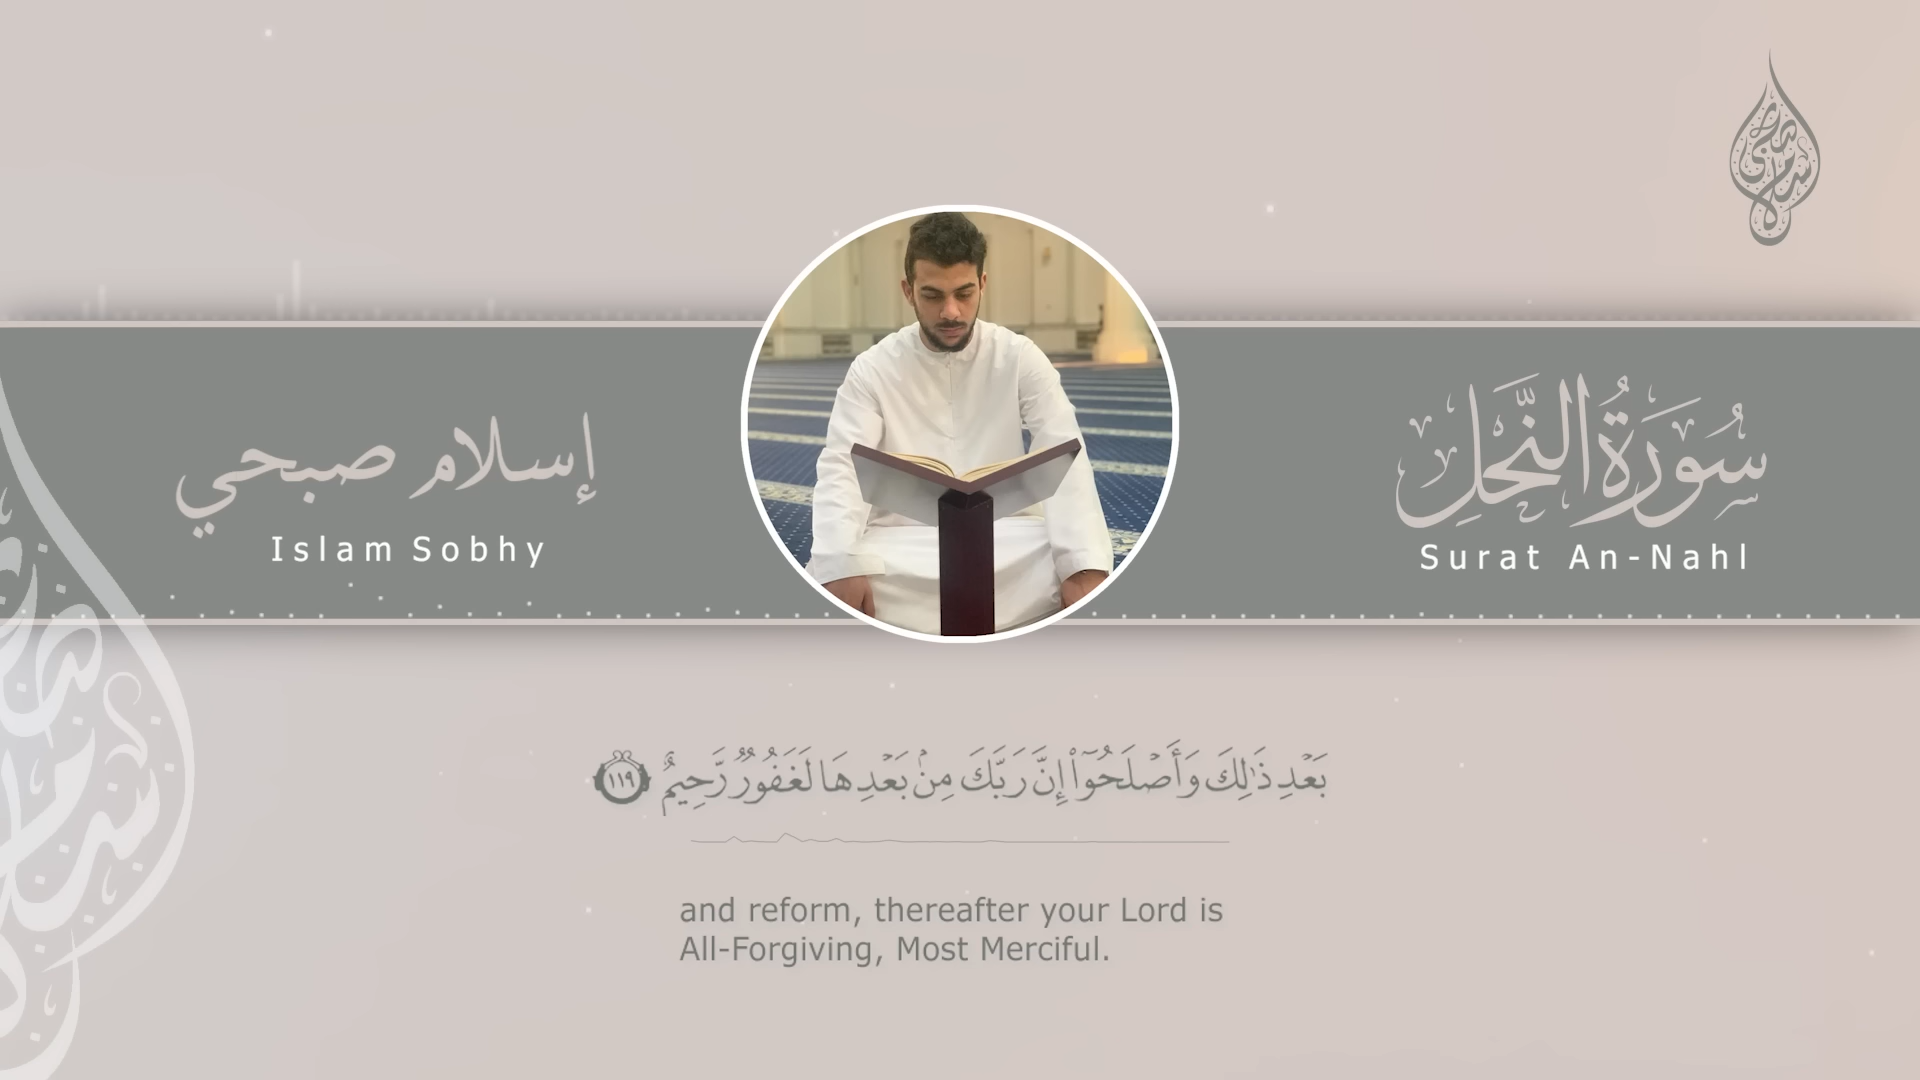 إسلام صبحي
Islam Sobhy
سُورَةُ النَّحْلِ
Surat An-Nahl
بَعْدِ ذَٰلِكَ وَأَصْلَحُوٓا۟ إِنَّ رَبَّكَ مِنۢ بَعْدِهَا لَغَفُورٌ رَّحِيمٌ ١١٩
and reform, thereafter your Lord is
All-Forgiving, Most Merciful.